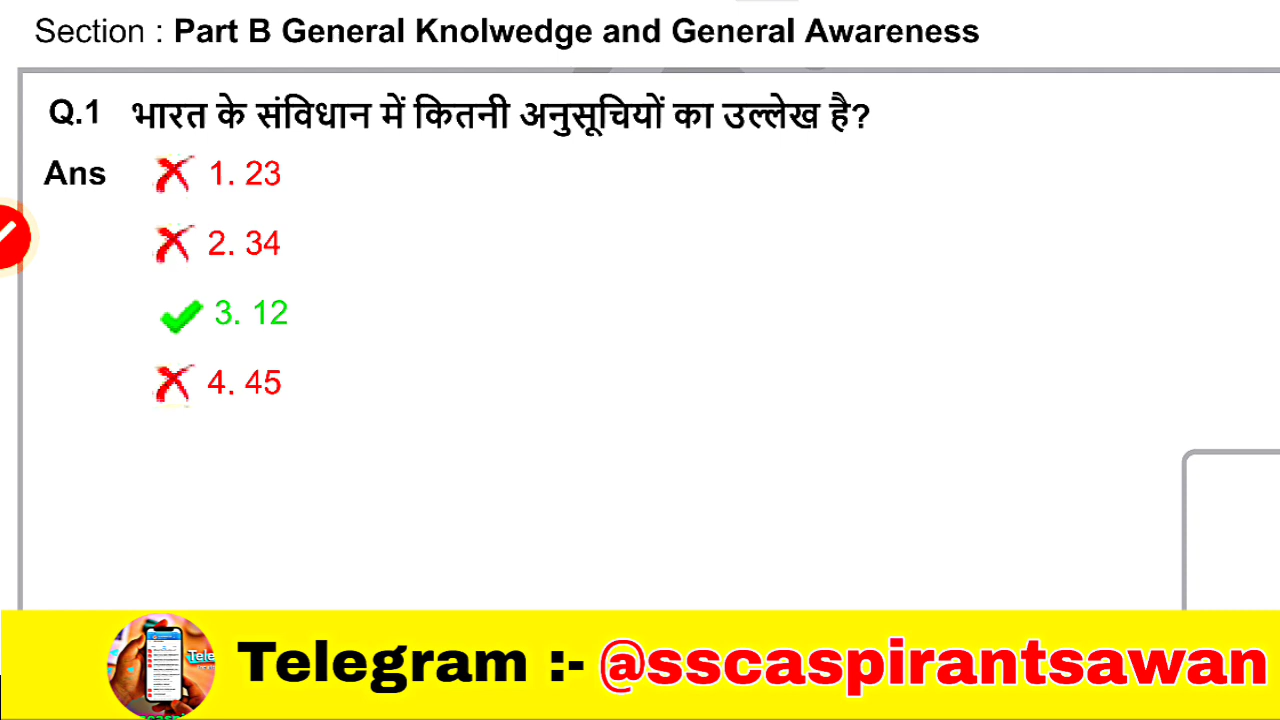 Section : Part B General Knolwedge and General Awareness
Q.1 भारत के संविधान में कितनी अनुसूचियों का उल्लेख है?
Ans 1. 23
2. 34
3. 12
4. 45
Telegram :- @sscaspirantsawan